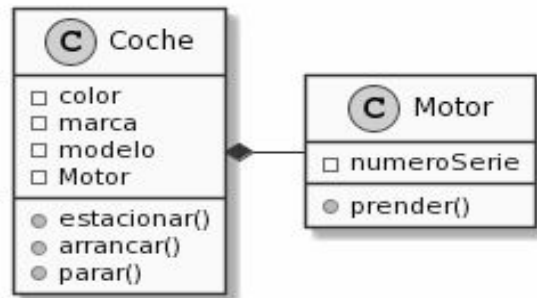 C Coche
color
marca
modelo
Motor
estacionar()
arrancar()
parar()
C Motor
numeroSerie
prender()